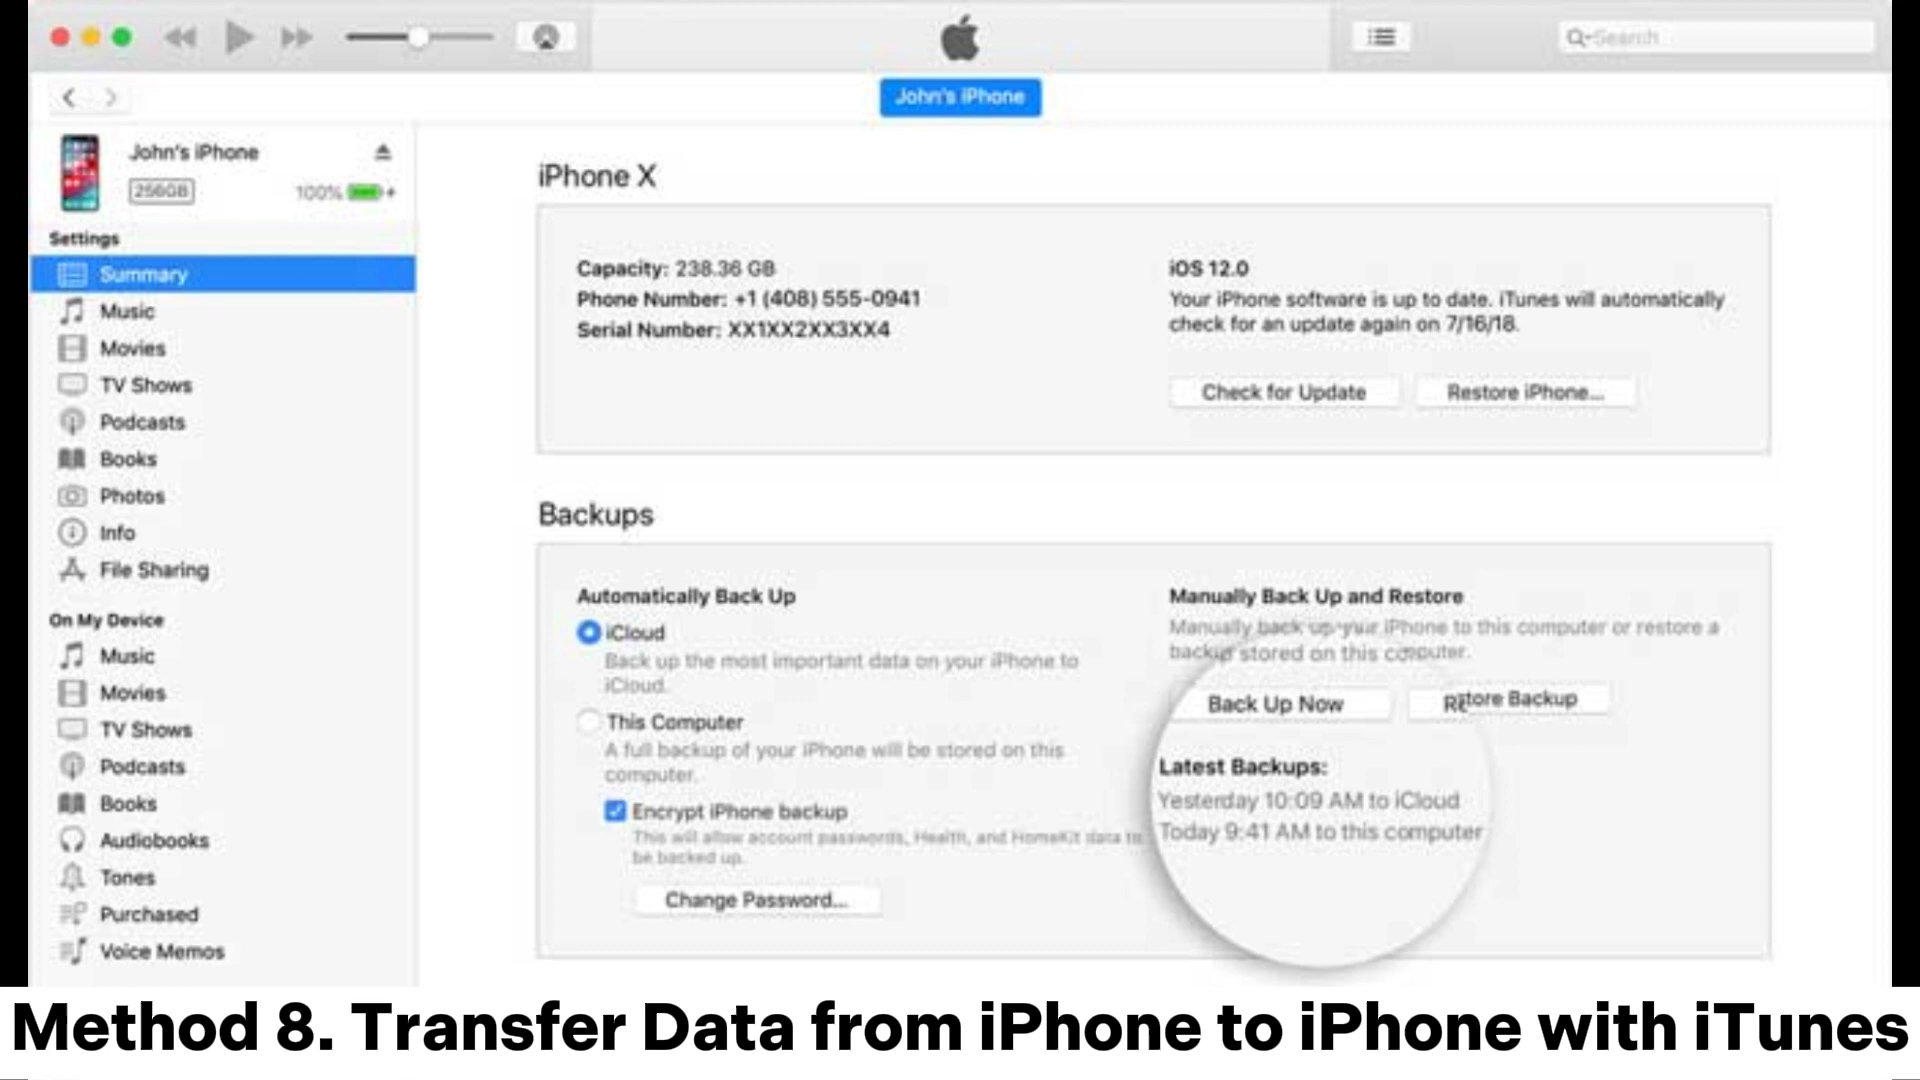 Search
John's iPhone
John's iPhone
256GB
100%
Settings
Summary
Music
Movies
TV Shows
Podcasts
Books
Photos
Info
File Sharing
On My Device
Music
Movies
TV Shows
Podcasts
Books
Audiobooks
Tones
Purchased
Voice Memos
iPhone X
Capacity: 238.36 GB
Phone Number: +1 (408) 555-0941
Serial Number: XX1XX2XX3XX4
iOS 12.0
Your iPhone software is up to date. iTunes will automatically
check for an update again on 7/16/18.
Check for Update
Restore iPhone...
Backups
Automatically Back Up
iCloud
Back up the most important data on your iPhone to
iCloud.
This Computer
A full backup of your iPhone will be stored on this
computer.
Encrypt iPhone backup
This will allow account passwords, Health, and HomeKit data to
be backed up.
Change Password...
Manually Back Up and Restore
Manually back up your iPhone to this computer or restore a
backup stored on this computer.
Back Up Now
Restore Backup
Latest Backups:
Yesterday 10:09 AM to iCloud
Today 9:41 AM to this computer
Method 8. Transfer Data from iPhone to iPhone with iTunes